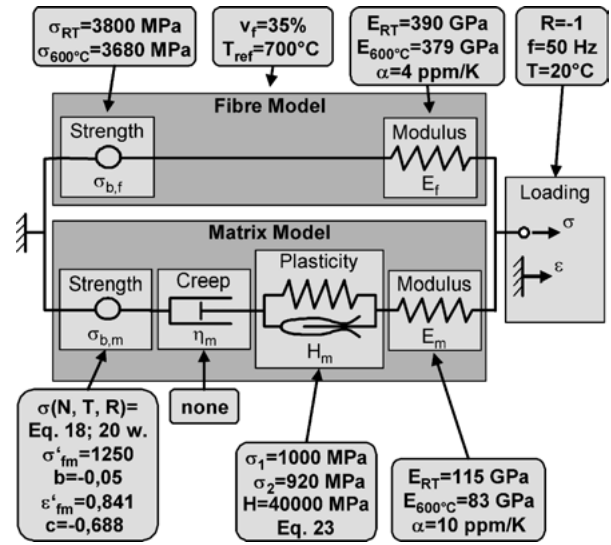 σRT=3800 MPa
σ600°C=3680 MPa
vf=35%
Tref=700°C
ERT=390 GPa
E600°C=379 GPa
α=4 ppm/K
R=-1
f=50 Hz
T=20°C
Fibre Model
Strength
σb,f
Modulus
Ef
Loading
σ
ε
Matrix Model
Strength
σb,m
Creep
ηm
Plasticity
Hm
Modulus
Em
σ(N, T, R)=
Eq. 18; 20 w.
σ‘fm=1250
b=-0,05
ε‘fm=0,841
c=-0,688
none
σ1=1000 MPa
σ2=920 MPa
H=40000 MPa
Eq. 23
ERT=115 GPa
E600°C=83 GPa
α=10 ppm/K